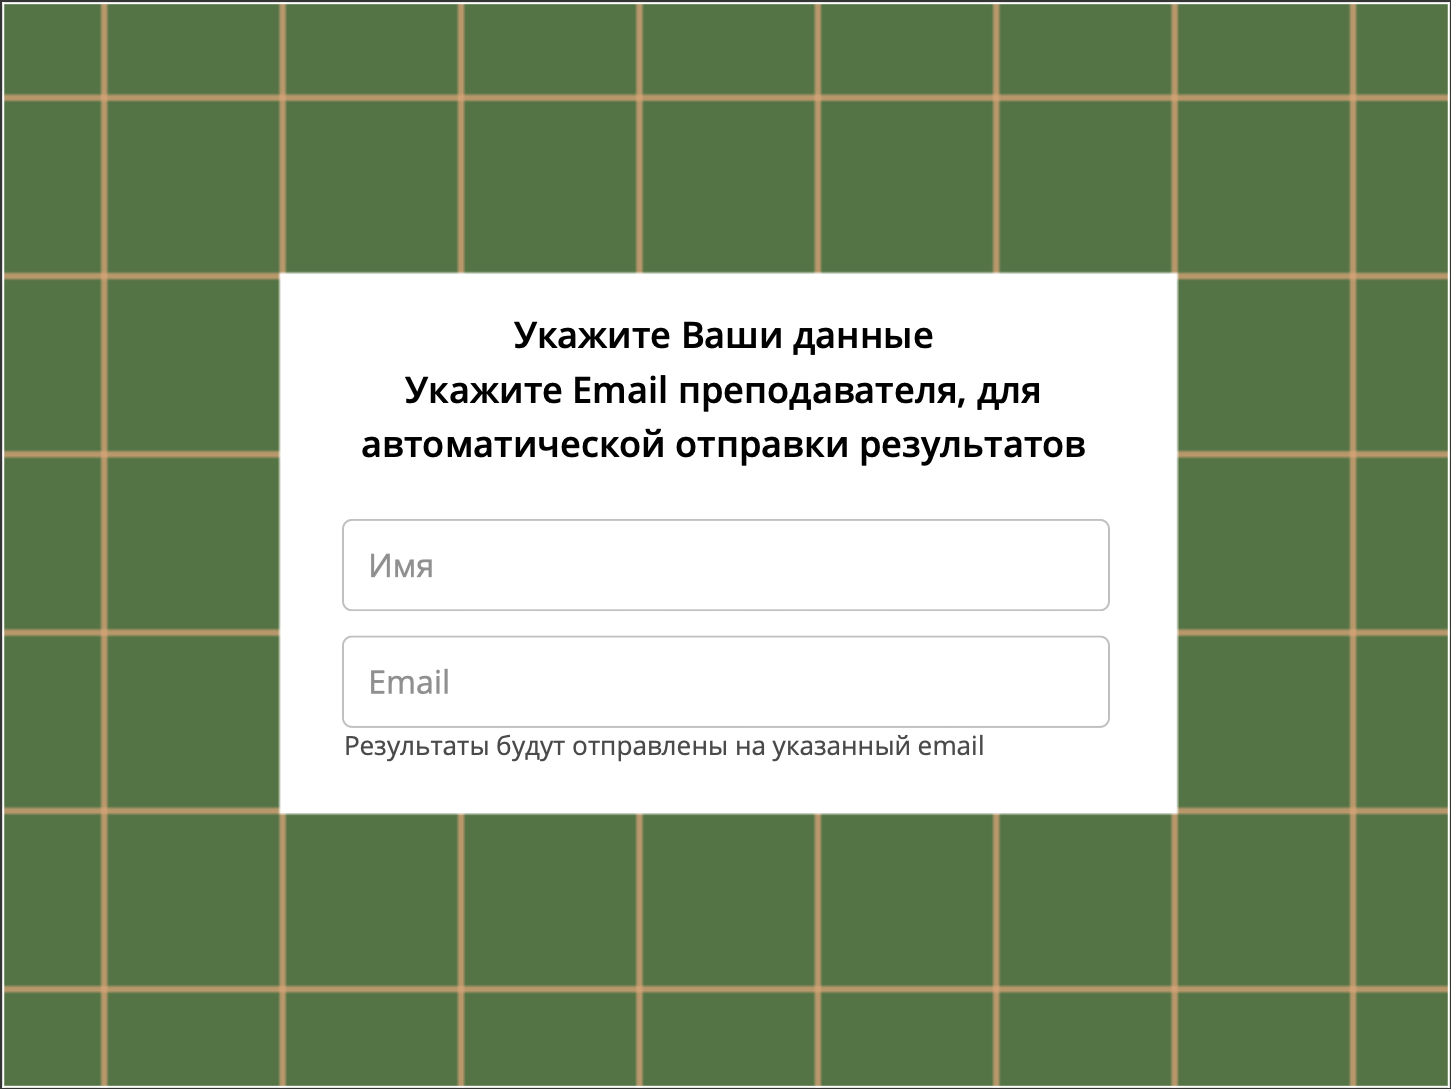 Укажите Ваши данные
Укажите Email преподавателя, для
автоматической отправки результатов
Имя
Email
Результаты будут отправлены на указанный email